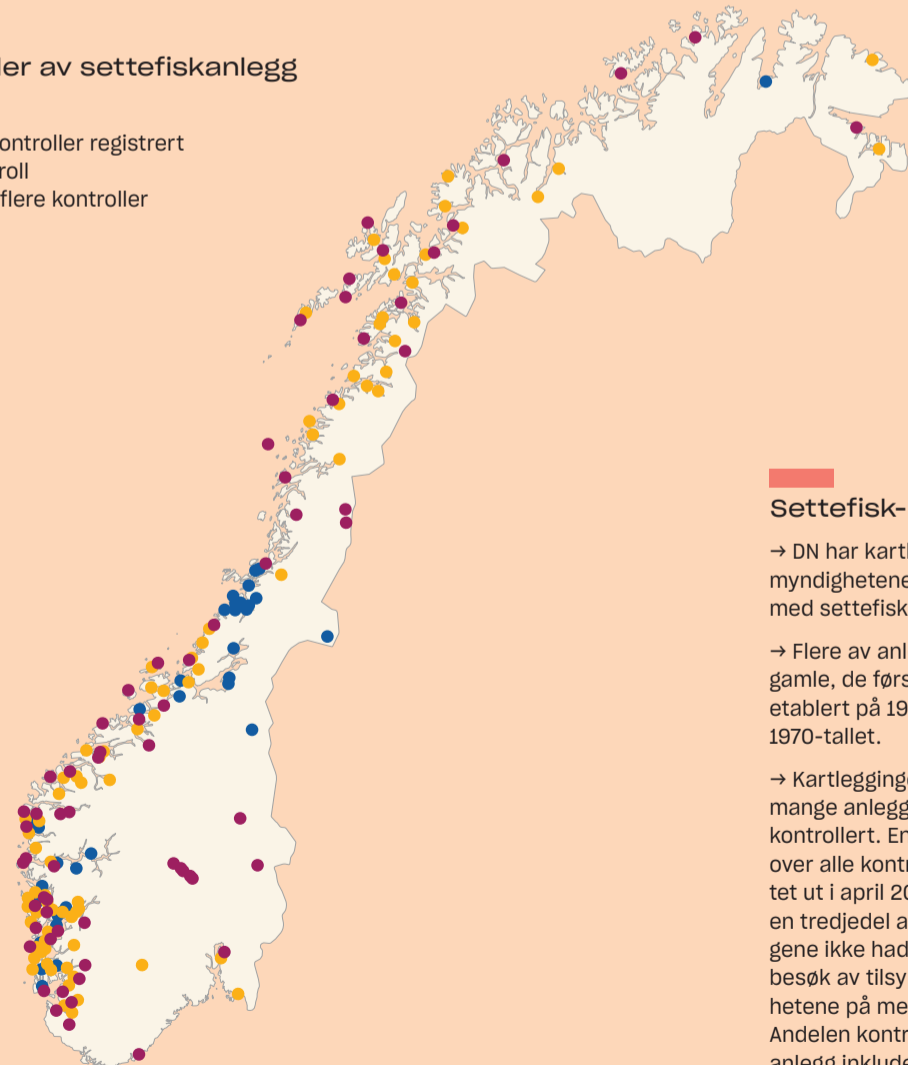 ler av settefiskanlegg
ontroller registrert
roll
flere kontroller
Settefisk-
→ DN har kartl
myndighetene
med settefisk
→ Flere av anl
gamle, de førs
etablert på 19
1970-tallet.
→ Kartlegginge
mange anlegg
kontrollert. En
over alle kontr
tet ut i april 20
en tredjedel a
gene ikke had
besøk av tilsy
hetene på me
Andelen kontr
anlegg inklude